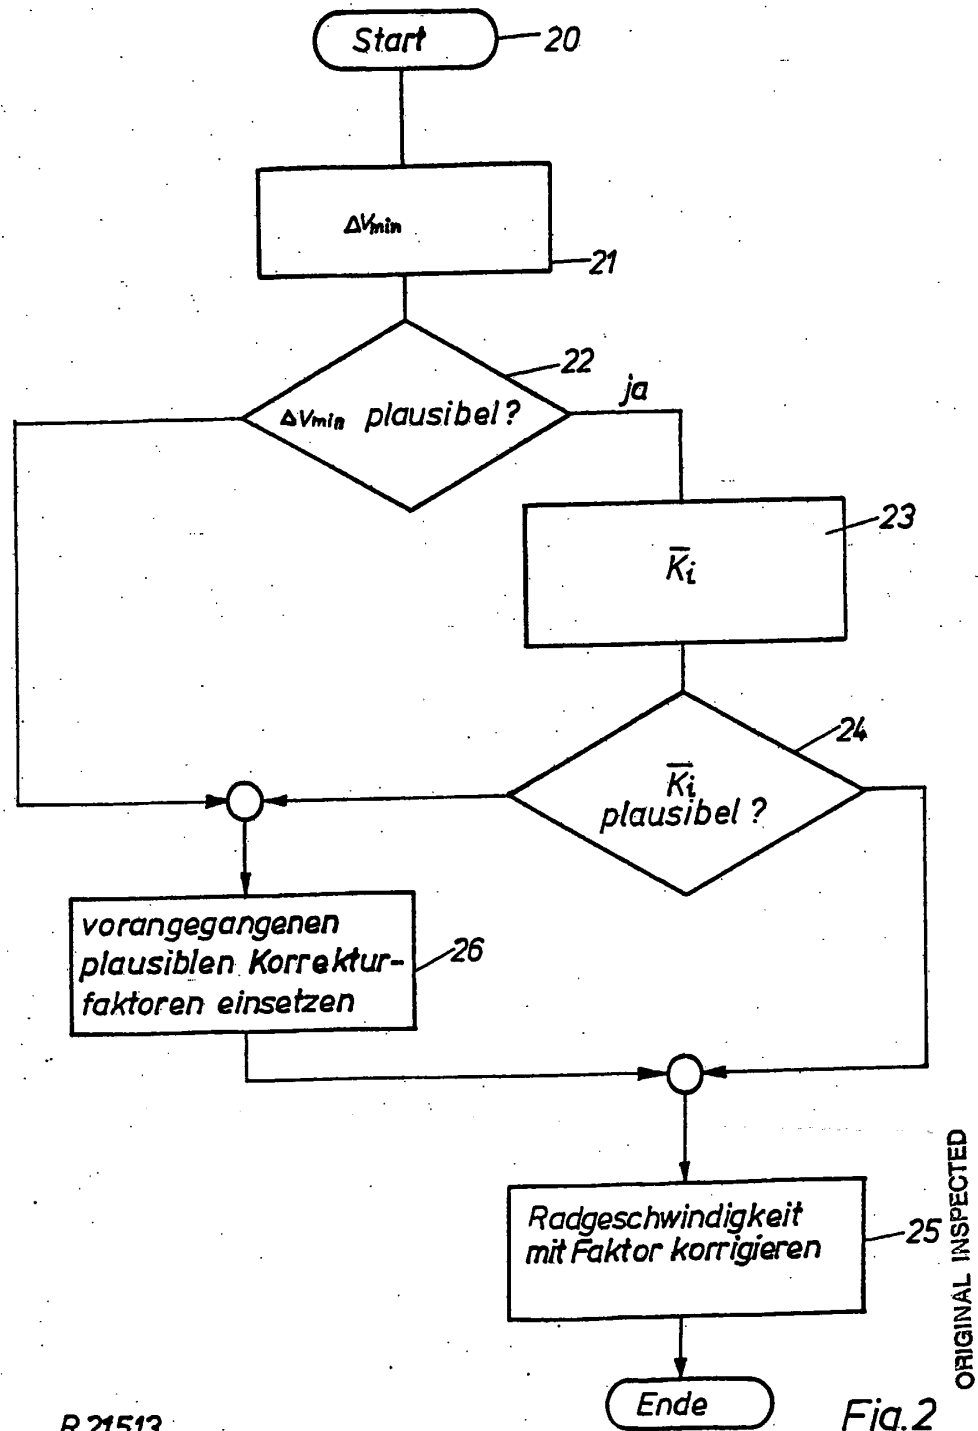 Start
20
ΔVmin
21
22
ja
ΔVmin plausibel?
23
K̅i
24
K̅i
plausibel?
vorangegangenen
plausiblen Korrektur-
faktoren einsetzen
26
Radgeschwindigkeit
mit Faktor korrigieren
25
ORIGINAL INSPECTED
Ende
R.21513
Fig.2